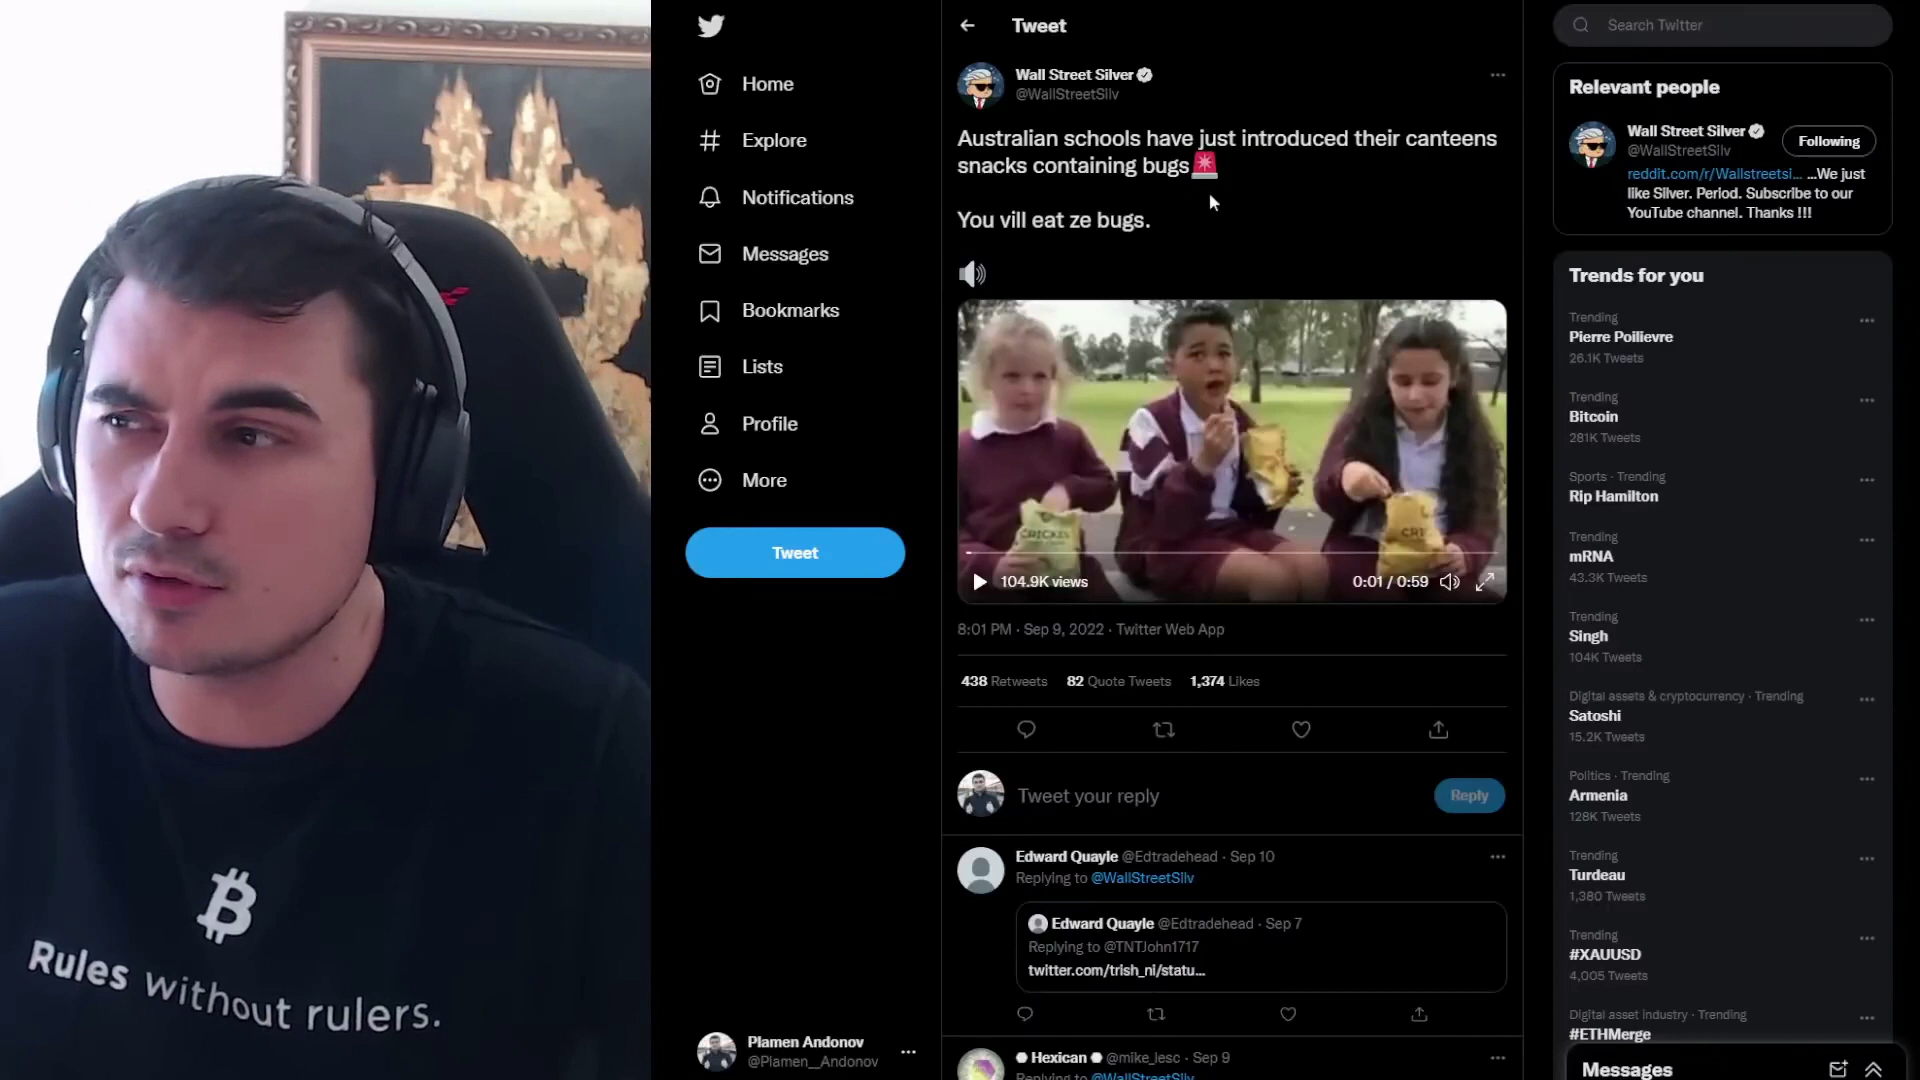 Rules without rulers.
Home
Explore
Notifications
Messages
Bookmarks
Lists
Profile
More
Tweet
Plamen Andonov
@Plamen__Andonov
Tweet
Wall Street Silver
@WallStreetSilv
Australian schools have just introduced their canteens
snacks containing bugs🚨
You vill eat ze bugs.
🔊
CRICKET
CRI
104.9K views
0:01 / 0:59
8:01 PM · Sep 9, 2022 · Twitter Web App
438 Retweets 82 Quote Tweets 1,374 Likes
Tweet your reply
Reply
Edward Quayle @Edtradehead · Sep 10
Replying to @WallStreetSilv
Edward Quayle @Edtradehead · Sep 7
Replying to @TNTJohn1717
twitter.com/trish_ni/statu...
Hexican @mike_lesc · Sep 9
Replying to @WallStreetSilv
Search Twitter
Relevant people
Wall Street Silver
@WallStreetSilv
Following
reddit.com/r/Wallstreetsi... ...We just
like Silver. Period. Subscribe to our
YouTube channel. Thanks !!!
Trends for you
Trending
Pierre Poilievre
26.1K Tweets
Trending
Bitcoin
281K Tweets
Sports · Trending
Rip Hamilton
Trending
mRNA
43.3K Tweets
Trending
Singh
104K Tweets
Digital assets & cryptocurrency · Trending
Satoshi
15.2K Tweets
Politics · Trending
Armenia
128K Tweets
Trending
Turdeau
1,380 Tweets
Trending
#XAUUSD
4,005 Tweets
Digital asset industry · Trending
#ETHMerge
Messages